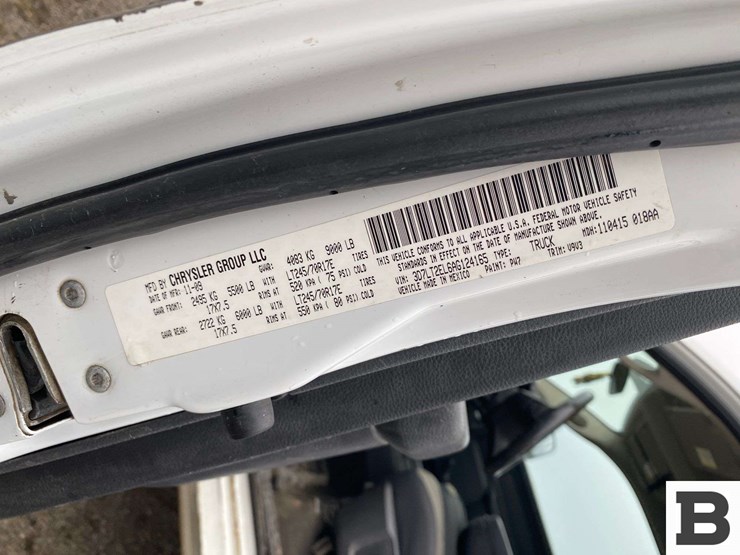 MFD BY CHRYSLER GROUP LLC
DATE OF MFR: 11-09 GVWR: 4083 KG 9000 LB
GAWR FRONT: 2495 KG 5500 LB TIRES LT245/70R17E
17X7.5 RIMS AT 520 KPA ( 75 PSI) COLD
GAWR REAR: 2722 KG 6000 LB TIRES LT245/70R17E
17X7.5 RIMS AT 550 KPA ( 80 PSI) COLD
THIS VEHICLE CONFORMS TO ALL APPLICABLE U.S.A. FEDERAL MOTOR VEHICLE SAFETY
STANDARDS IN EFFECT ON THE DATE OF MANUFACTURE SHOWN ABOVE.
VIN: 3D7LT2EL6AG124165 TYPE: TRUCK MDH: 110415 018AA
VEHICLE MADE IN MEXICO PAINT: PW7 TRIM: V9V3
B